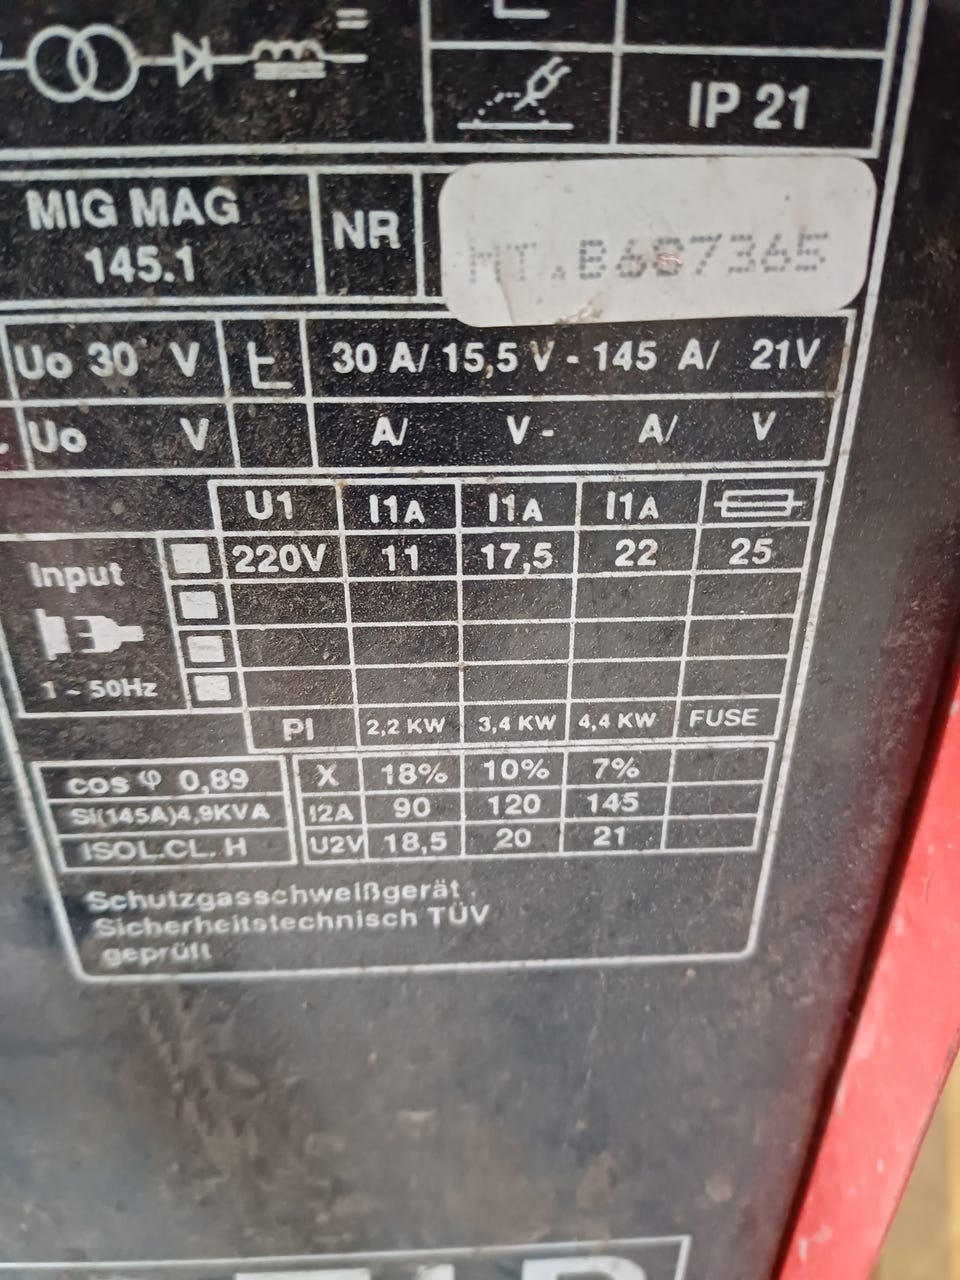 IP 21
MIG MAG
145.1
NR
MT.B687365
Uo 30 V
30 A/ 15,5 V - 145 A/ 21V
Uo V
A/ V - A/ V
U1 I1A I1A I1A
220V 11 17,5 22 25
Input
1 ~ 50Hz
PI 2,2 KW 3,4 KW 4,4 KW FUSE
cos φ 0,89
X 18% 10% 7%
SI(145A)4,9KVA
I2A 90 120 145
ISOL.CL. H
U2V 18,5 20 21
Schutzgasschweißgerät.
Sicherheitstechnisch TÜV
geprüft